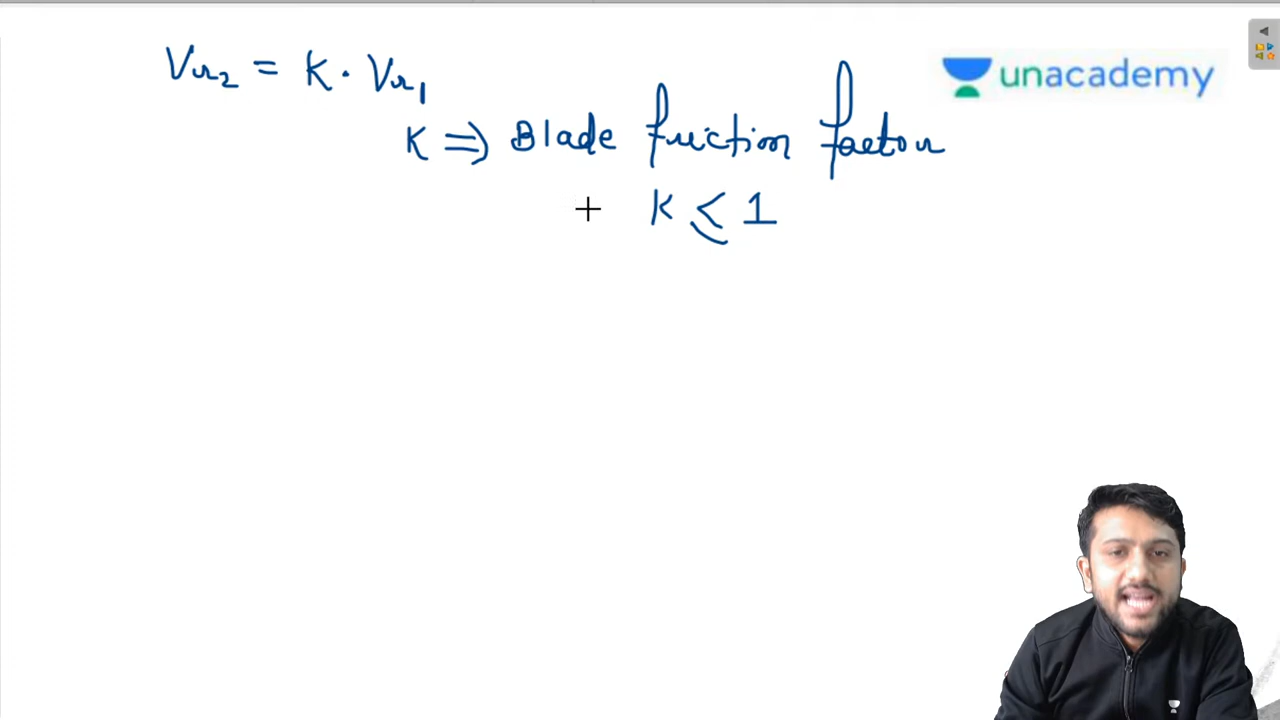 Vr₂ = K · Vr₁
unacademy
K ⇒ Blade friction factor
K ≤ 1